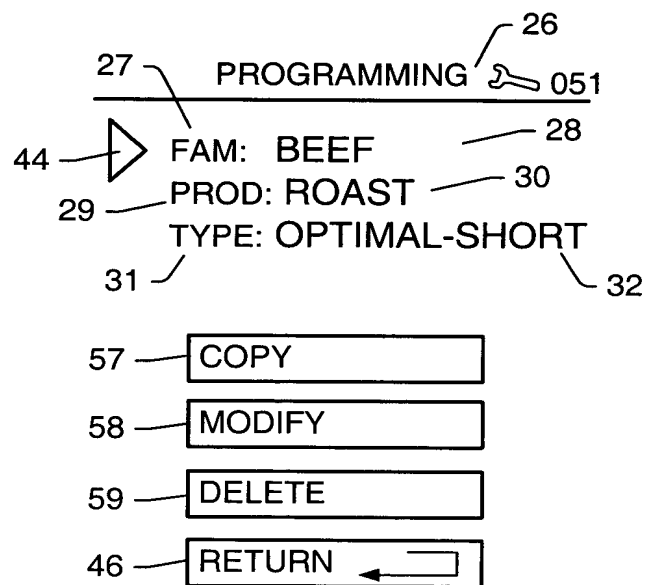 26
27 PROGRAMMING 051
44 FAM: BEEF 28
29 PROD: ROAST 30
TYPE: OPTIMAL-SHORT
31 32
57 COPY
58 MODIFY
59 DELETE
46 RETURN